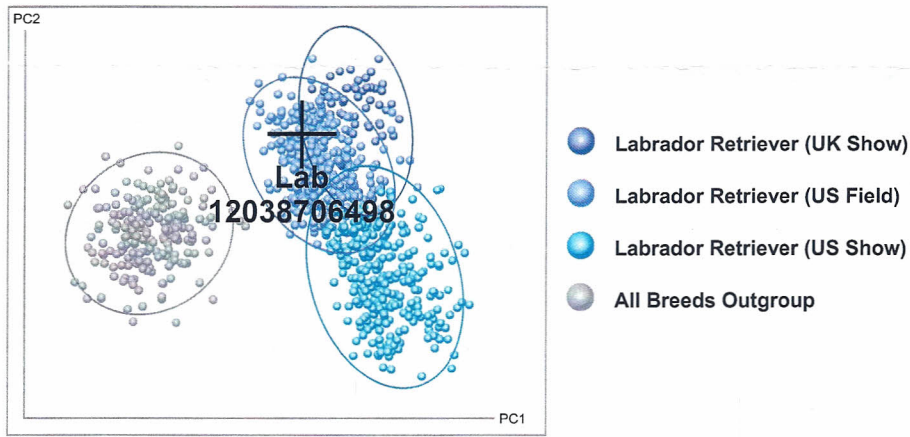 PC2
Lab
12038706498
PC1
Labrador Retriever (UK Show)
Labrador Retriever (US Field)
Labrador Retriever (US Show)
All Breeds Outgroup